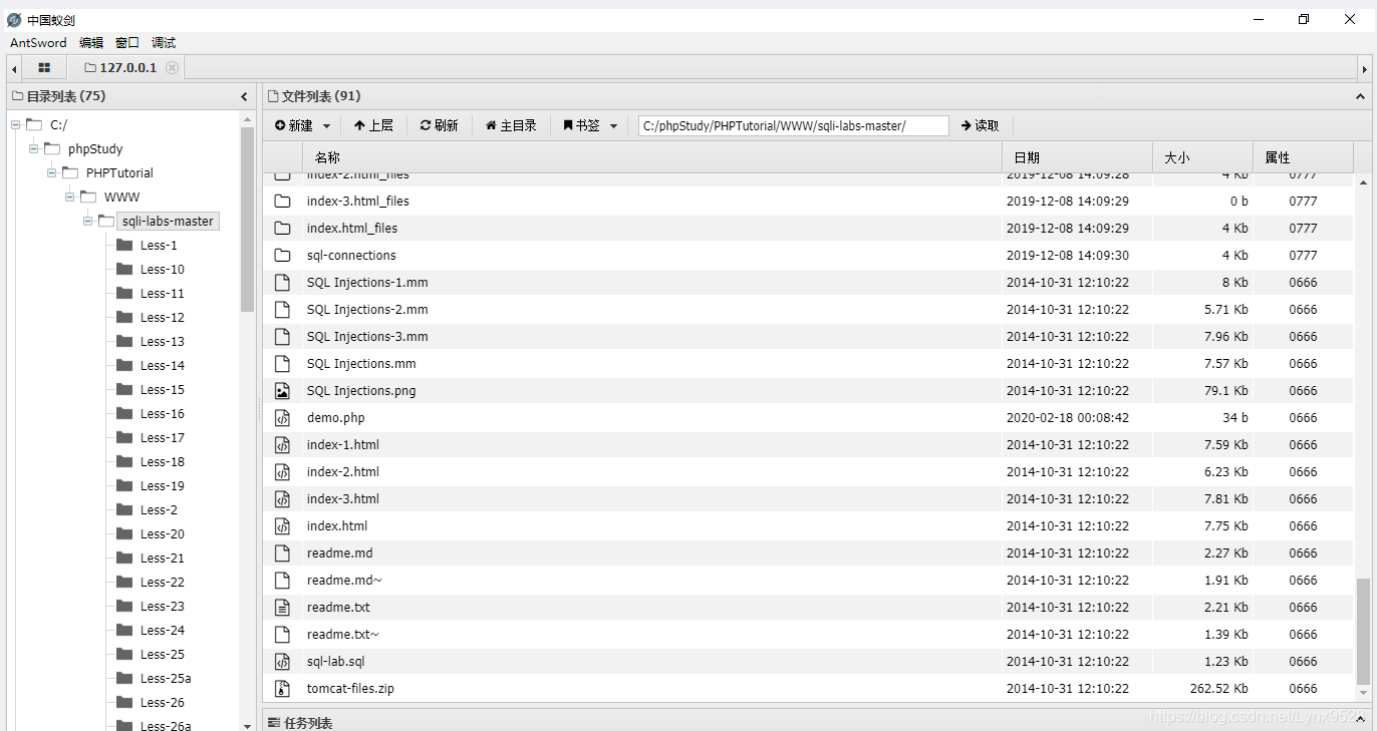 中国蚁剑
AntSword 编辑 窗口 调试
127.0.0.1
目录列表 (75)
C:/
phpStudy
PHPTutorial
WWW
sqli-labs-master
Less-1
Less-10
Less-11
Less-12
Less-13
Less-14
Less-15
Less-16
Less-17
Less-18
Less-19
Less-2
Less-20
Less-21
Less-22
Less-23
Less-24
Less-25
Less-25a
Less-26
Less-26a
文件列表 (91)
新建 上层 刷新 主目录 书签 C:/phpStudy/PHPTutorial/WWW/sqli-labs-master/ 读取
名称 日期 大小 属性
index-2.html_files 2019-12-08 14:09:28 4 Kb 0777
index-3.html_files 2019-12-08 14:09:29 0 b 0777
index.html_files 2019-12-08 14:09:29 4 Kb 0777
sql-connections 2019-12-08 14:09:30 4 Kb 0777
SQL Injections-1.mm 2014-10-31 12:10:22 8 Kb 0666
SQL Injections-2.mm 2014-10-31 12:10:22 5.71 Kb 0666
SQL Injections-3.mm 2014-10-31 12:10:22 7.96 Kb 0666
SQL Injections.mm 2014-10-31 12:10:22 7.57 Kb 0666
SQL Injections.png 2014-10-31 12:10:22 79.1 Kb 0666
demo.php 2020-02-18 00:08:42 34 b 0666
index-1.html 2014-10-31 12:10:22 7.59 Kb 0666
index-2.html 2014-10-31 12:10:22 6.23 Kb 0666
index-3.html 2014-10-31 12:10:22 7.81 Kb 0666
index.html 2014-10-31 12:10:22 7.75 Kb 0666
readme.md 2014-10-31 12:10:22 2.27 Kb 0666
readme.md~ 2014-10-31 12:10:22 1.91 Kb 0666
readme.txt 2014-10-31 12:10:22 2.21 Kb 0666
readme.txt~ 2014-10-31 12:10:22 1.39 Kb 0666
sql-lab.sql 2014-10-31 12:10:22 1.23 Kb 0666
tomcat-files.zip 2014-10-31 12:10:22 262.52 Kb 0666
任务列表